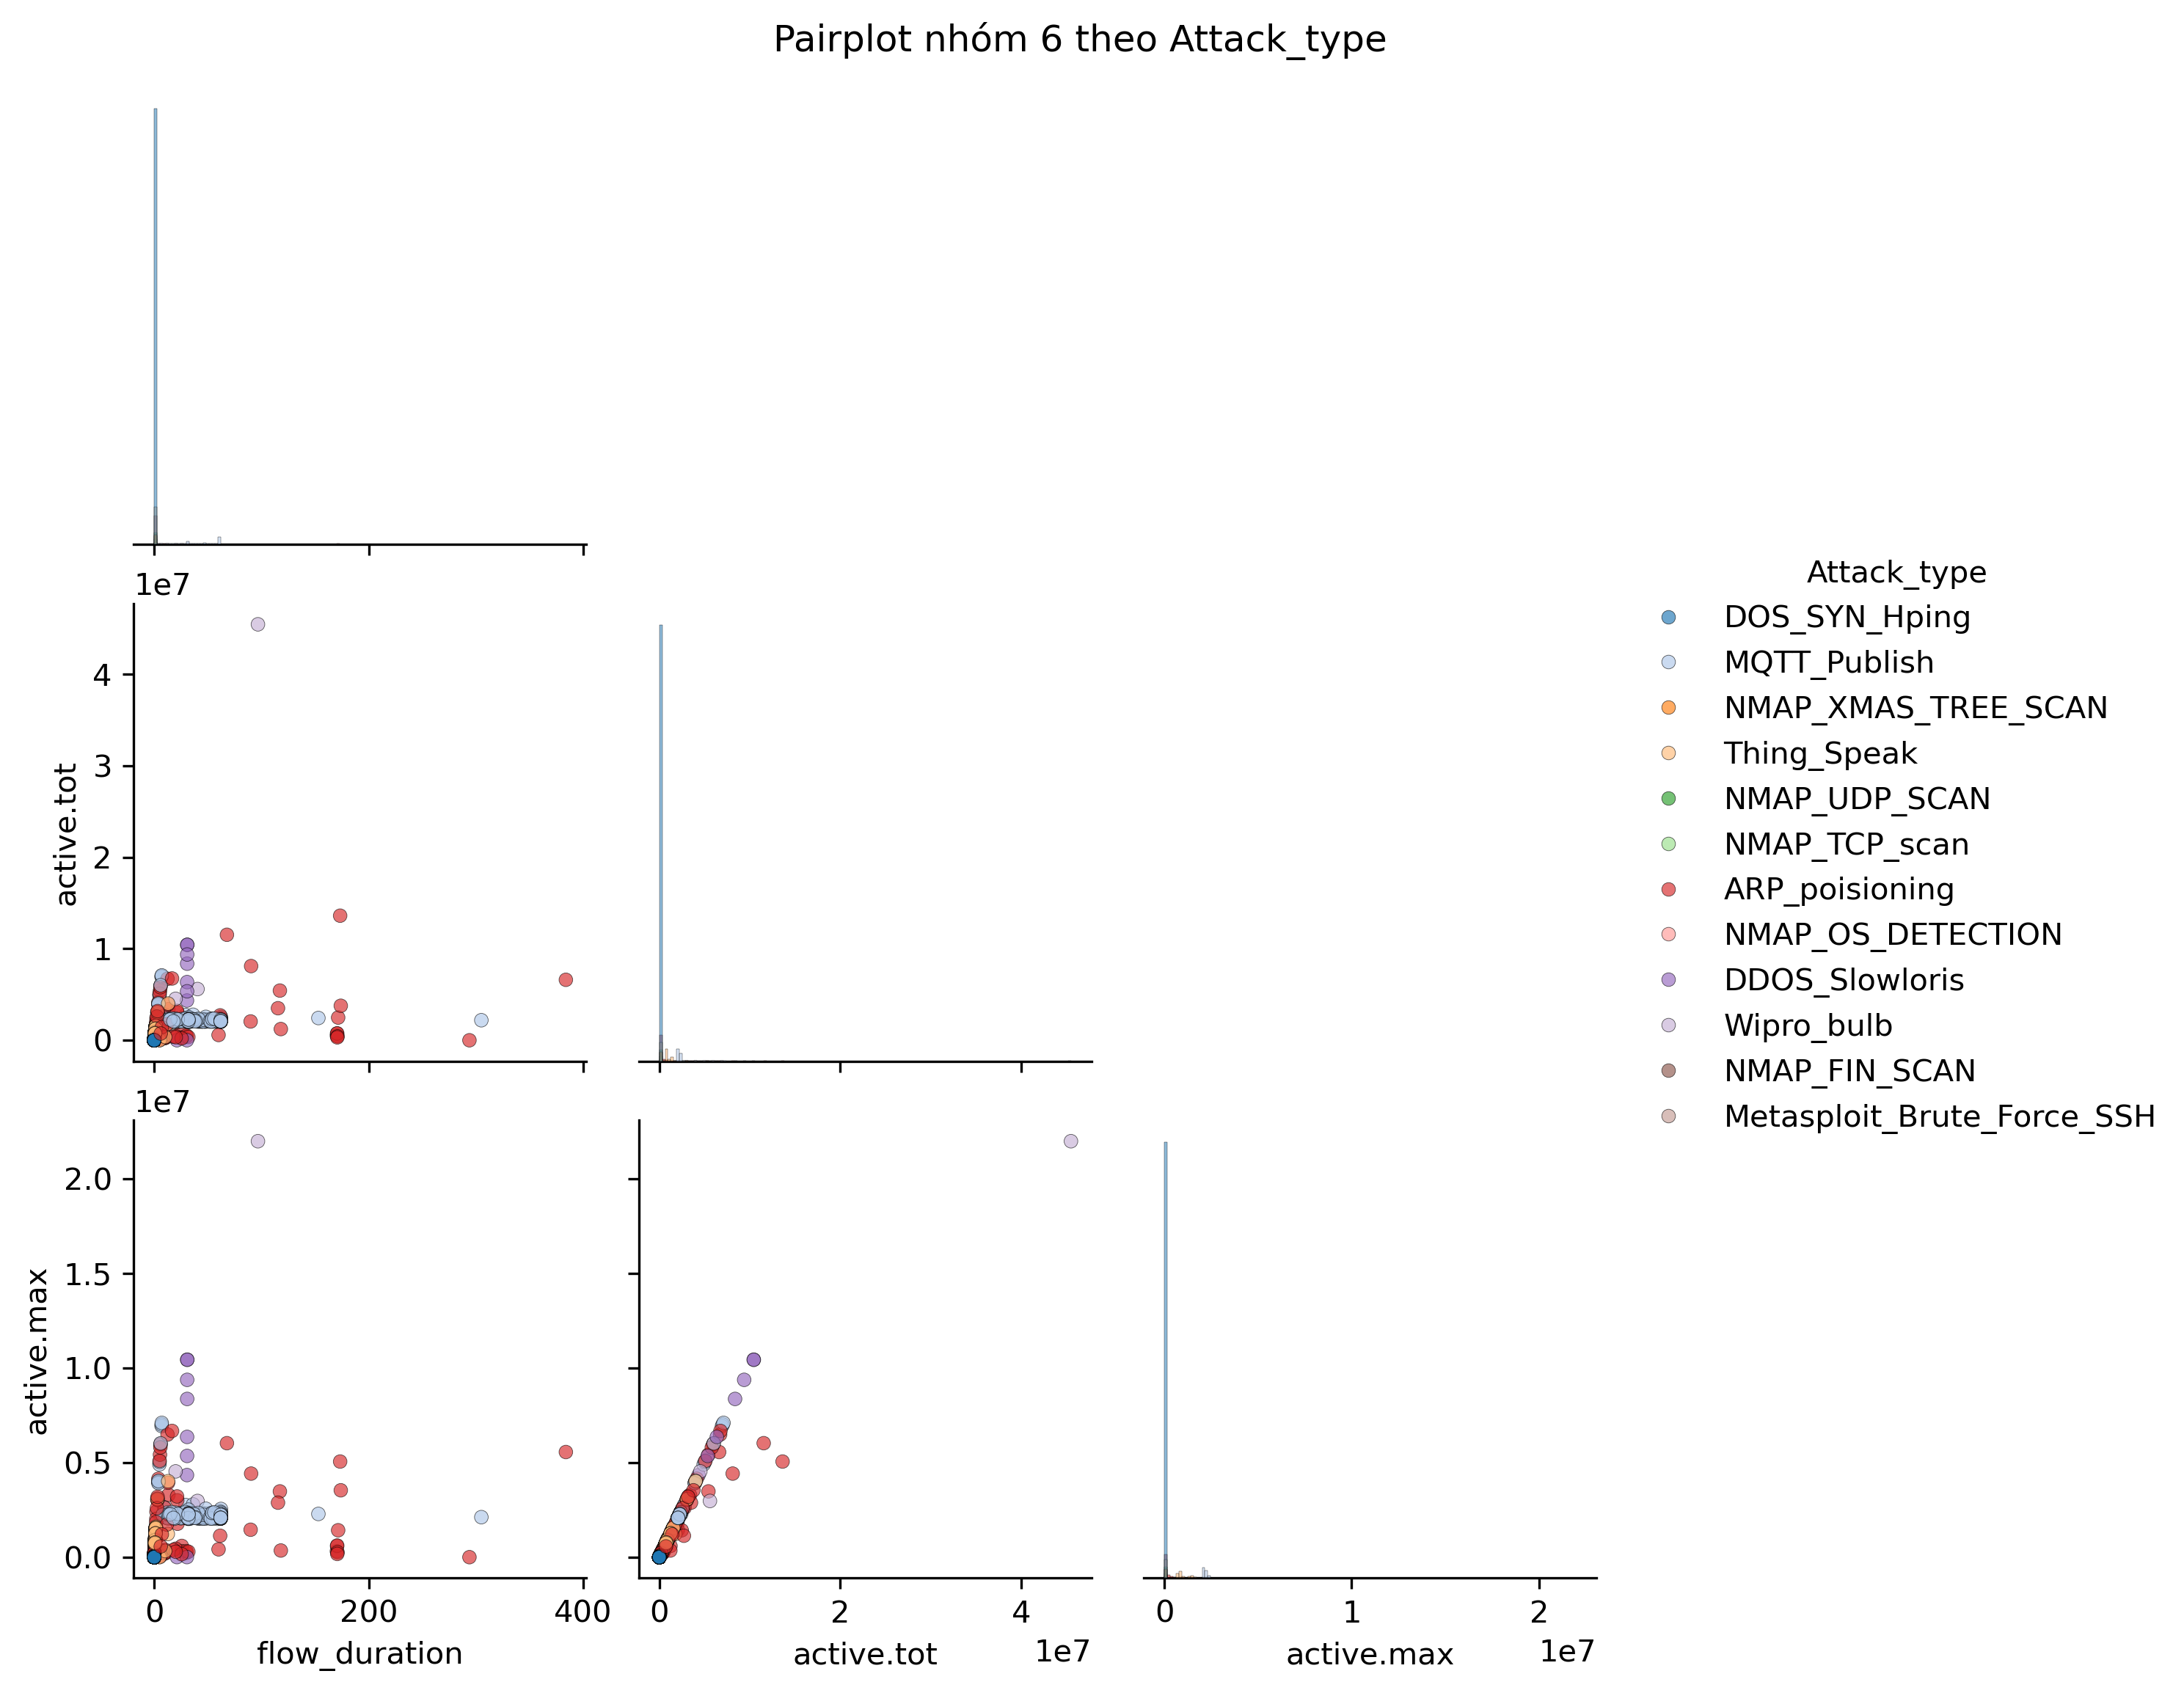 Pairplot nhóm 6 theo Attack_type
1e7
active.tot
4
3
2
1
0
1e7
active.max
2.0
1.5
1.0
0.5
0.0
0 200 400
flow_duration
0 2 4
1e7
active.tot
0 1 2
1e7
active.max
Attack_type
DOS_SYN_Hping
MQTT_Publish
NMAP_XMAS_TREE_SCAN
Thing_Speak
NMAP_UDP_SCAN
NMAP_TCP_scan
ARP_poisioning
NMAP_OS_DETECTION
DDOS_Slowloris
Wipro_bulb
NMAP_FIN_SCAN
Metasploit_Brute_Force_SSH